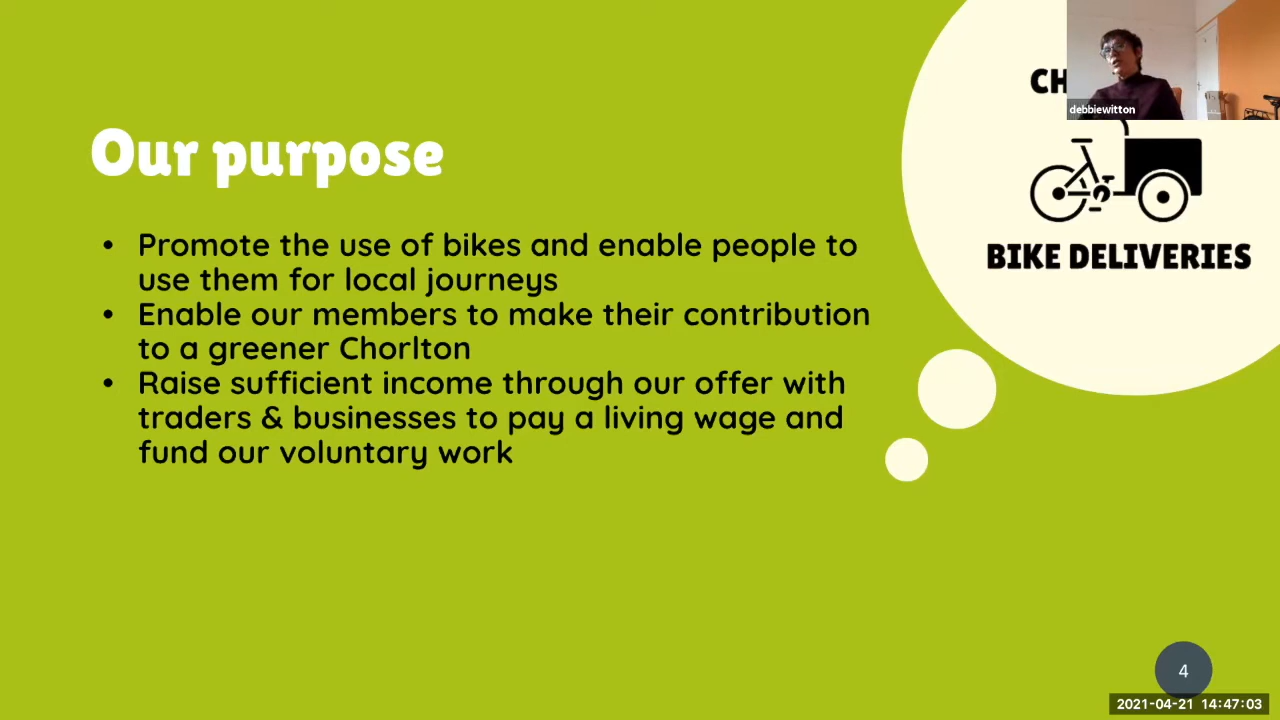 CH
debbiewitton
BIKE DELIVERIES
Our purpose
• Promote the use of bikes and enable people to
use them for local journeys
• Enable our members to make their contribution
to a greener Chorlton
• Raise sufficient income through our offer with
traders & businesses to pay a living wage and
fund our voluntary work
4
2021-04-21 14:47:03